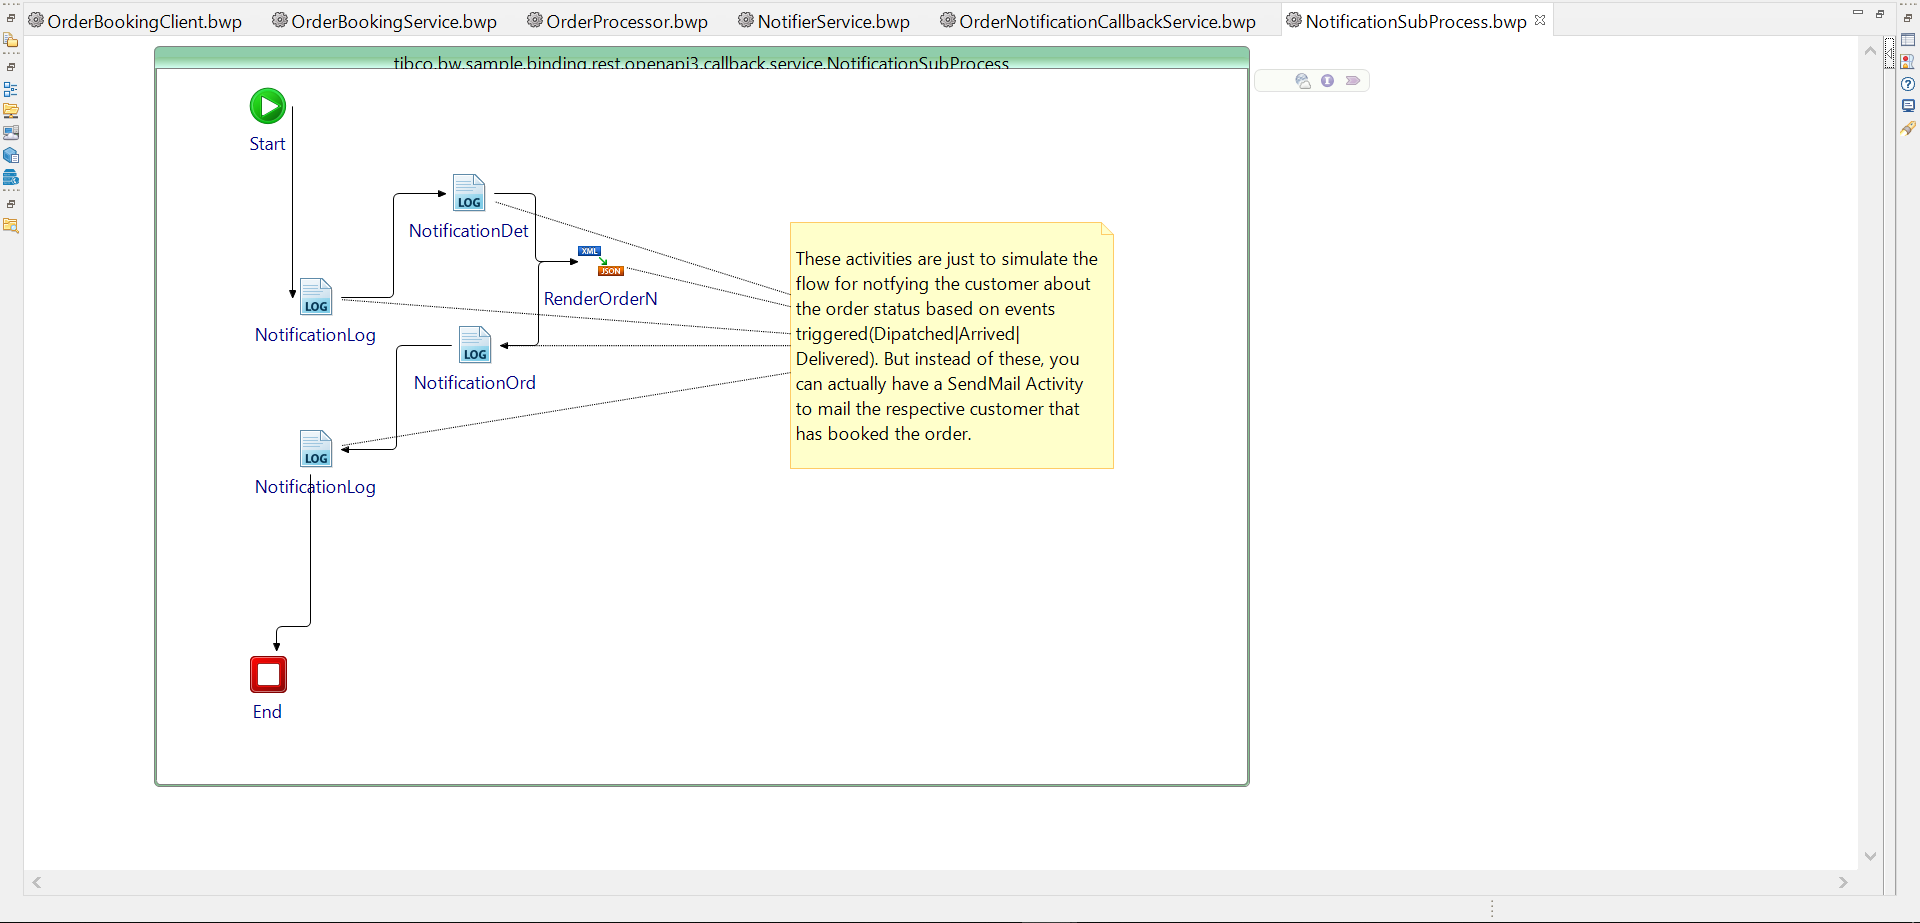 OrderBookingClient.bwp
OrderBookingService.bwp
OrderProcessor.bwp
NotifierService.bwp
OrderNotificationCallbackService.bwp
NotificationSubProcess.bwp
tibco.bw.sample.binding.rest.openapi3.callback.service.NotificationSubProcess
Start
LOG
NotificationDet
XML
JSON
RenderOrderN
LOG
NotificationLog
LOG
NotificationOrd
LOG
NotificationLog
End
These activities are just to simulate the
flow for notfying the customer about
the order status based on events
triggered(Dipatched|Arrived|
Delivered). But instead of these, you
can actually have a SendMail Activity
to mail the respective customer that
has booked the order.